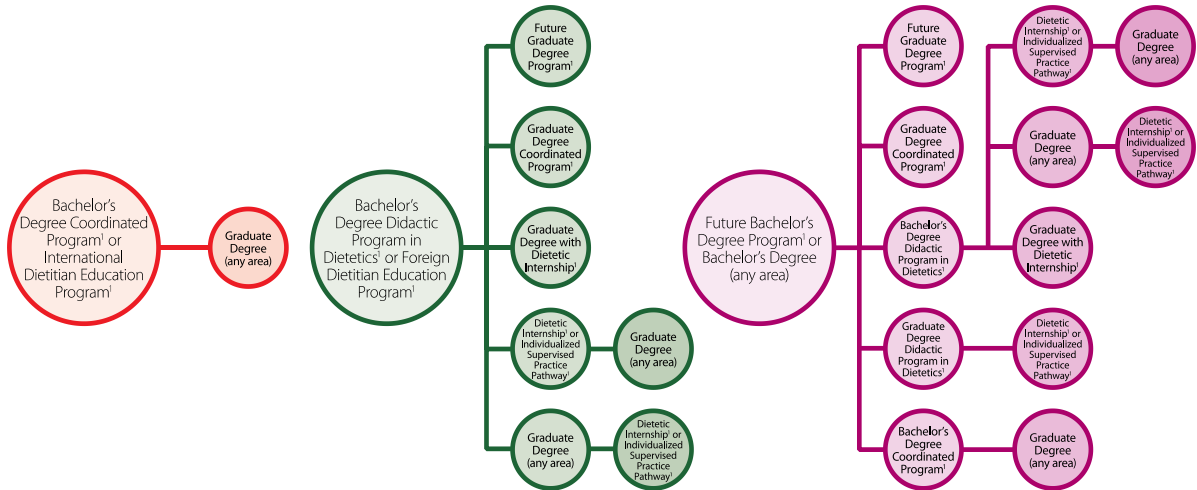 Bachelor's
Degree Coordinated
Program¹ or
International
Dietitian Education
Program¹
Graduate
Degree
(any area)
Bachelor's
Degree Didactic
Program in
Dietetics¹ or Foreign
Dietitian Education
Program¹
Future
Graduate
Degree
Program¹
Graduate
Degree
Coordinated
Program¹
Graduate
Degree with
Dietetic
Internship¹
Dietetic
Internship¹ or
Individualized
Supervised
Practice
Pathway¹
Graduate
Degree
(any area)
Graduate
Degree
(any area)
Dietetic
Internship¹ or
Individualized
Supervised
Practice
Pathway¹
Future Bachelor's
Degree Program¹ or
Bachelor's Degree
(any area)
Future
Graduate
Degree
Program¹
Graduate
Degree
Coordinated
Program¹
Bachelor's
Degree
Didactic
Program in
Dietetics¹
Dietetic
Internship¹ or
Individualized
Supervised
Practice
Pathway¹
Graduate
Degree
(any area)
Graduate
Degree
(any area)
Dietetic
Internship¹ or
Individualized
Supervised
Practice
Pathway¹
Graduate
Degree with
Dietetic
Internship¹
Graduate
Degree
Didactic
Program in
Dietetics¹
Dietetic
Internship¹ or
Individualized
Supervised
Practice
Pathway¹
Bachelor's
Degree
Coordinated
Program¹
Graduate
Degree
(any area)